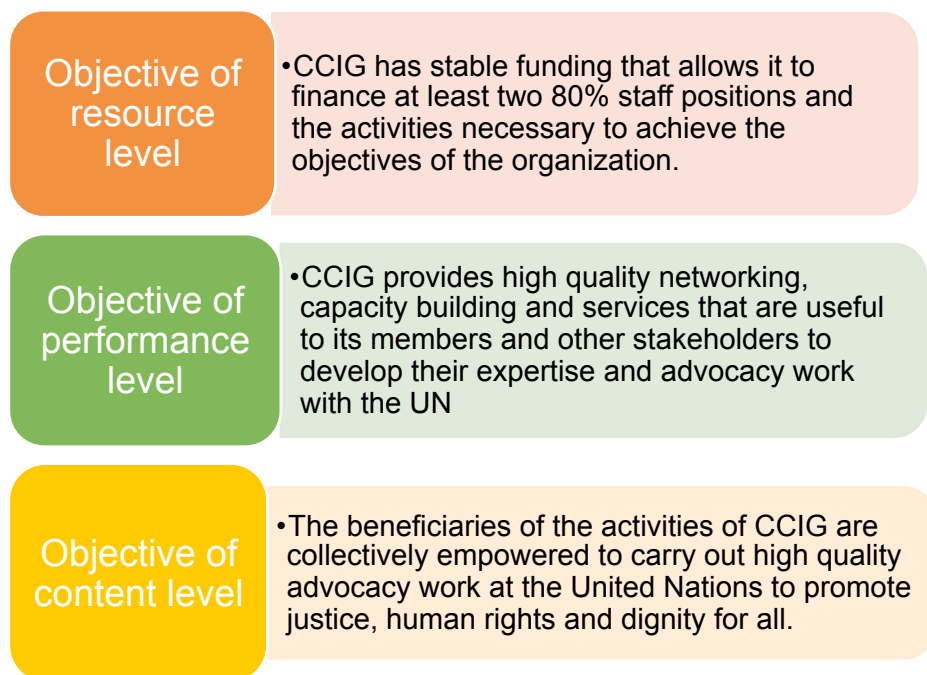 Objective of
resource
level
•CCIG has stable funding that allows it to
finance at least two 80% staff positions and
the activities necessary to achieve the
objectives of the organization.
Objective of
performance
level
•CCIG provides high quality networking,
capacity building and services that are useful
to its members and other stakeholders to
develop their expertise and advocacy work
with the UN
Objective of
content level
•The beneficiaries of the activities of CCIG are
collectively empowered to carry out high quality
advocacy work at the United Nations to promote
justice, human rights and dignity for all.